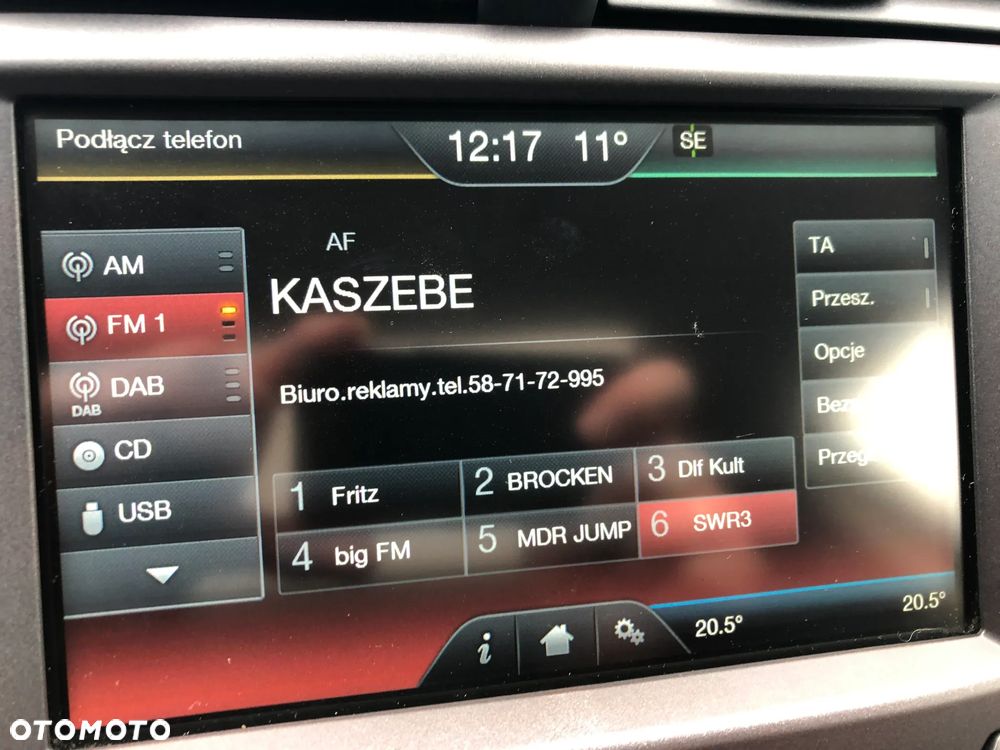 Podłącz telefon
12:17 11° SE
AM
FM 1
DAB
DAB
CD
USB
AF
KASZEBE
Biuro.reklamy.tel.58-71-72-995
1 Fritz
2 BROCKEN
3 Dlf Kult
4 big FM
5 MDR JUMP
6 SWR3
TA
Przesz.
Opcje
i
20.5°
20.5°
OTOMOTO